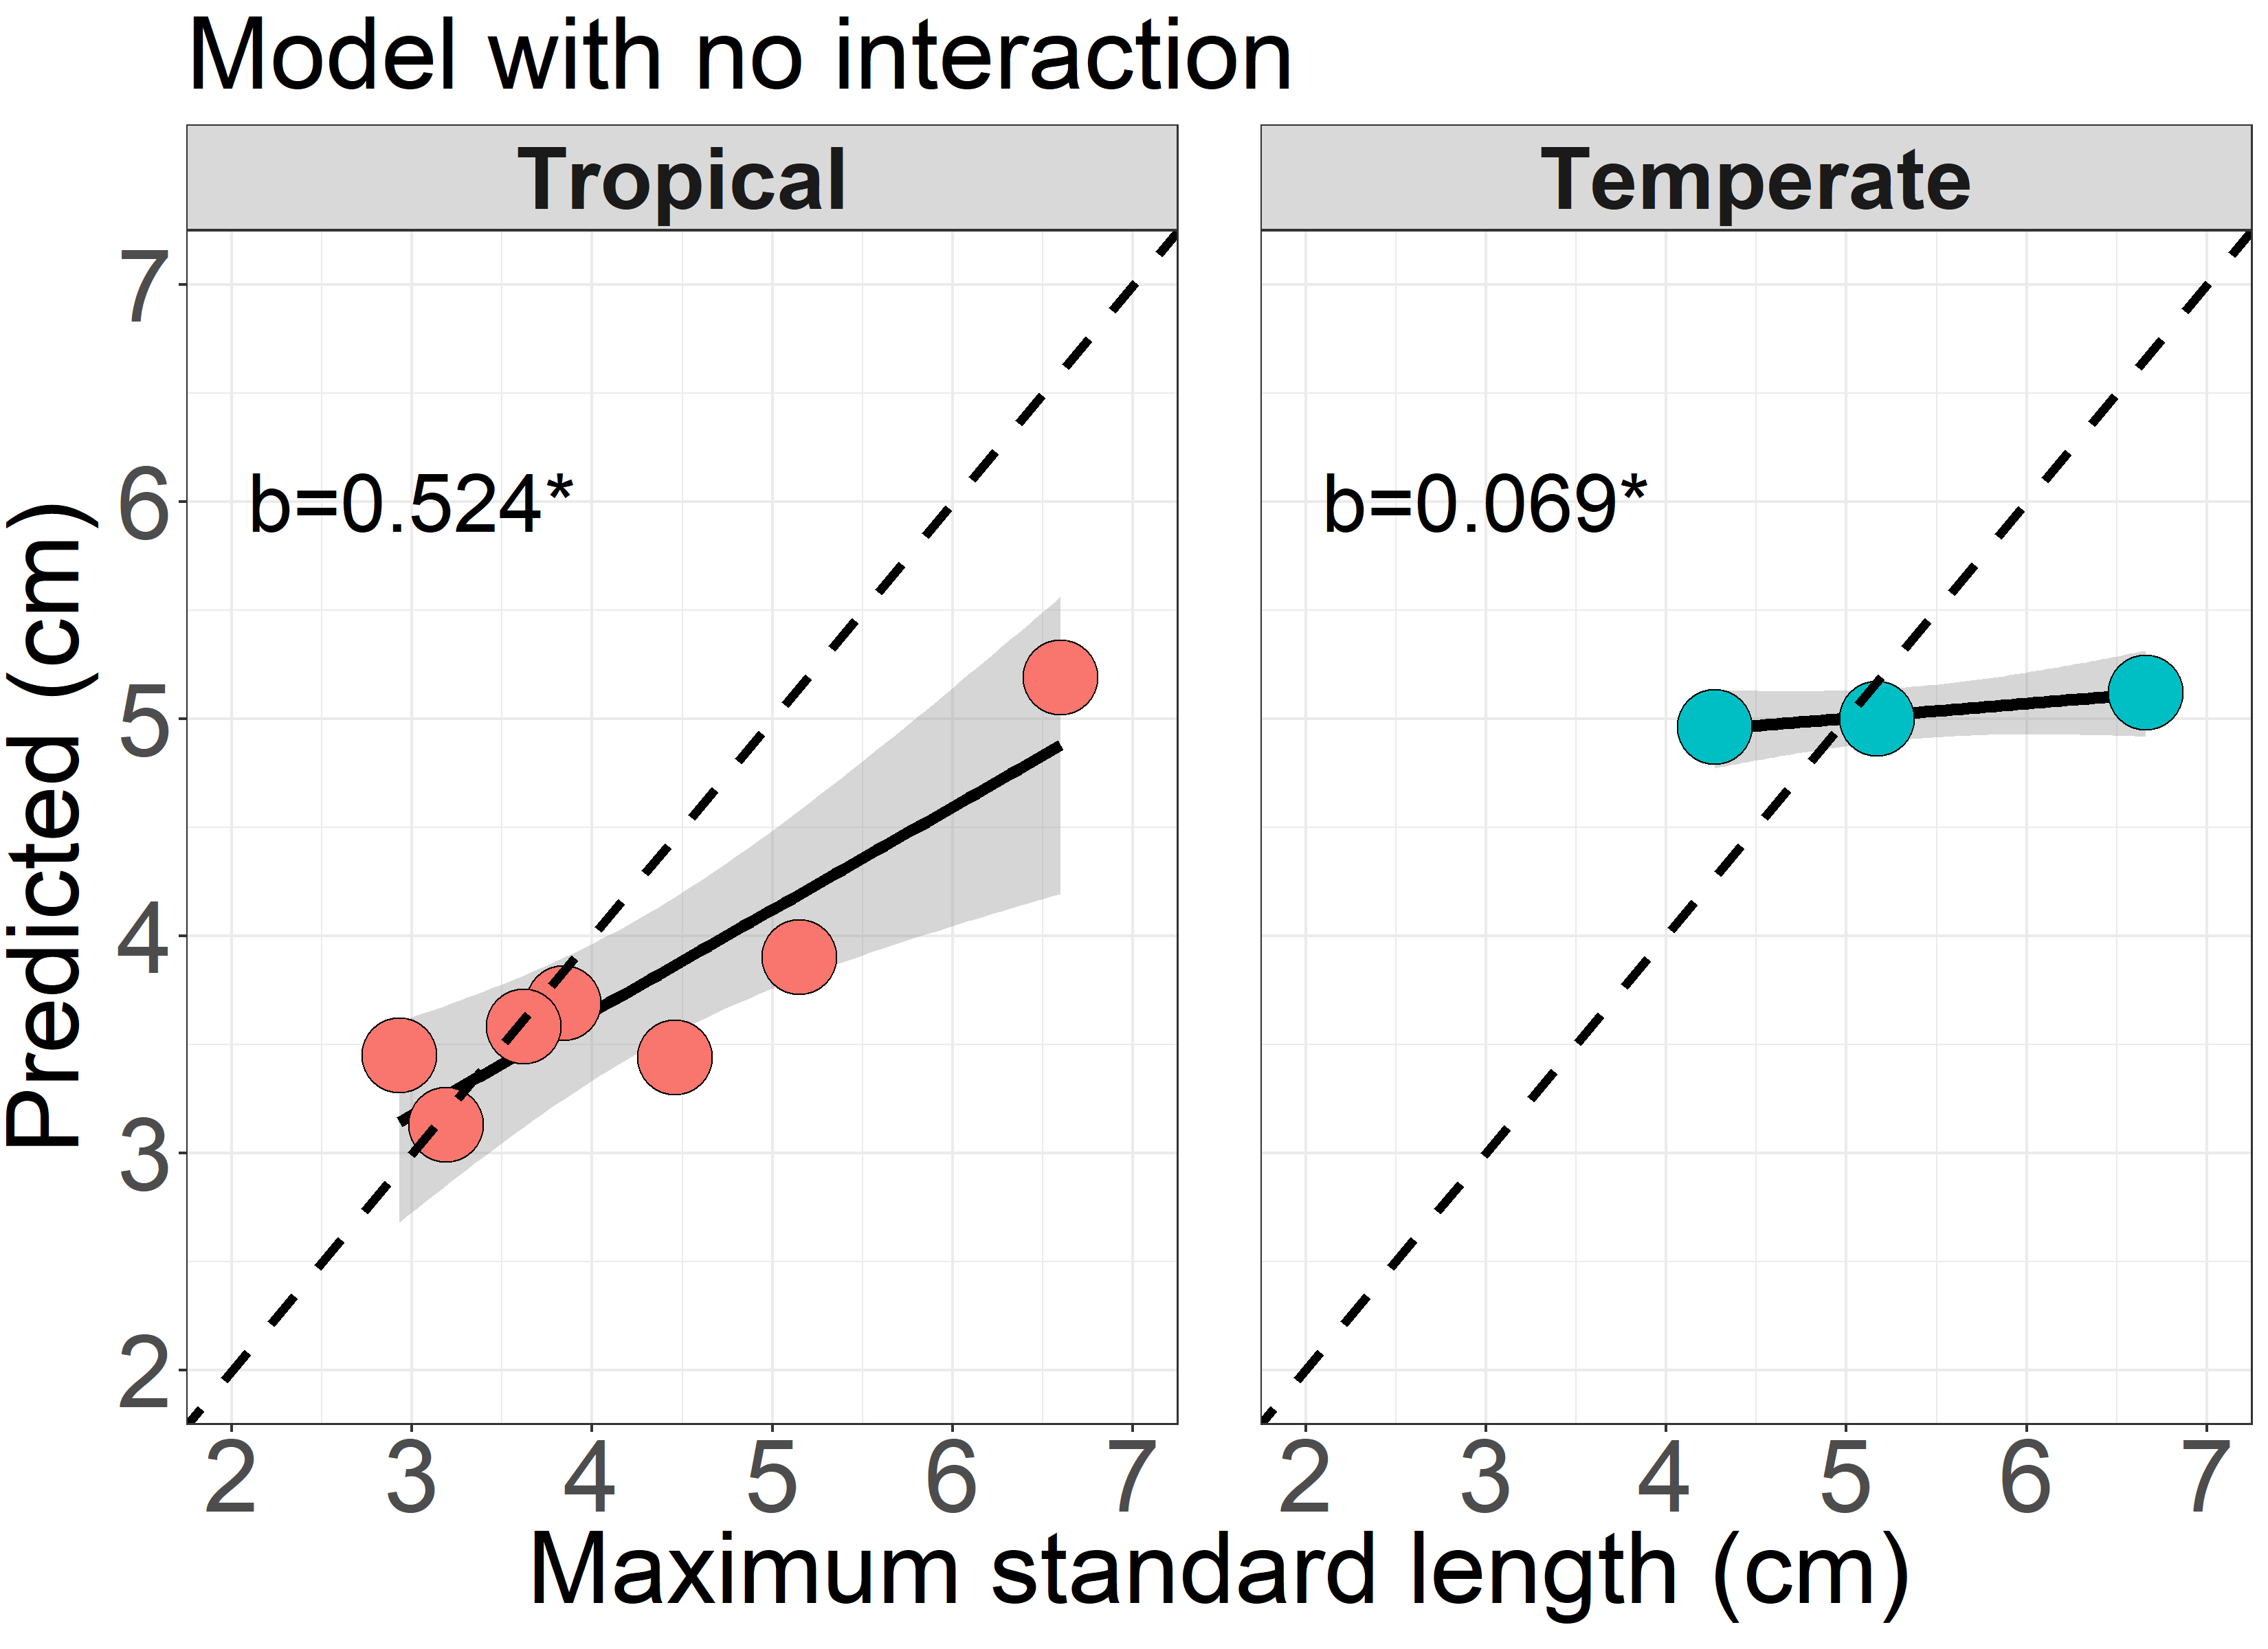 Model with no interaction
Tropical
Temperate
Predicted (cm)
7
6
5
4
3
2
b=0.524*
b=0.069*
2 3 4 5 6 7
2 3 4 5 6 7
Maximum standard length (cm)